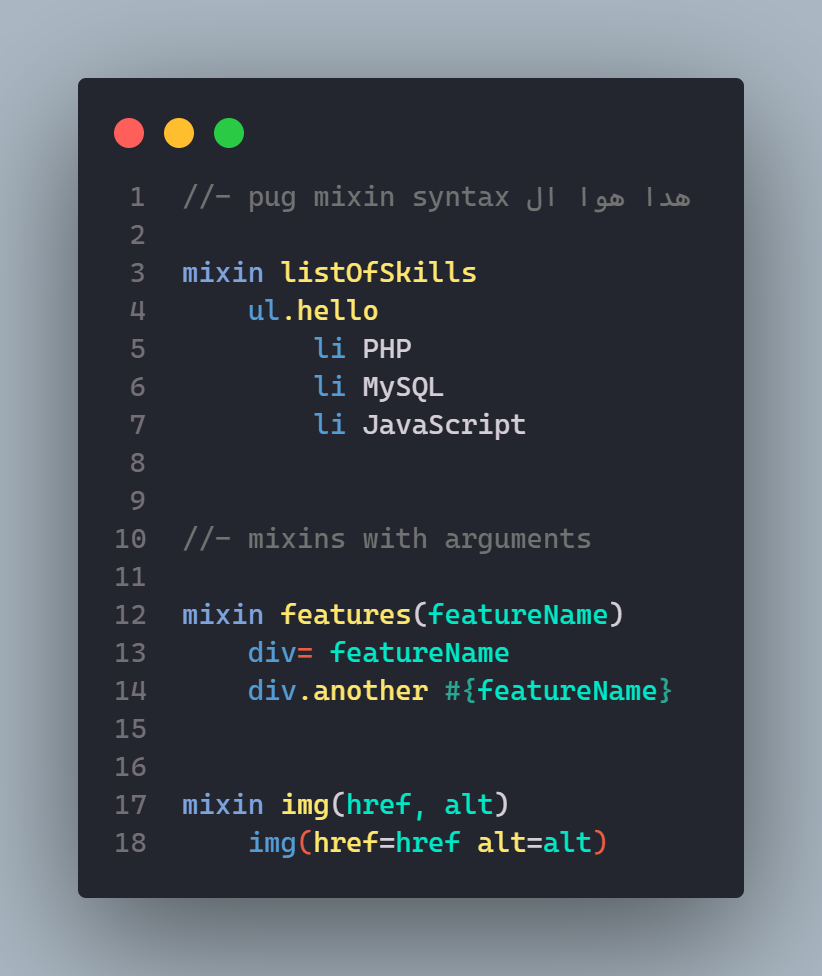 1 //- pug mixin syntax هدا هوا ال
2
3 mixin listOfSkills
4 ul.hello
5 li PHP
6 li MySQL
7 li JavaScript
8
9
10 //- mixins with arguments
11
12 mixin features(featureName)
13 div= featureName
14 div.another #{featureName}
15
16
17 mixin img(href, alt)
18 img(href=href alt=alt)